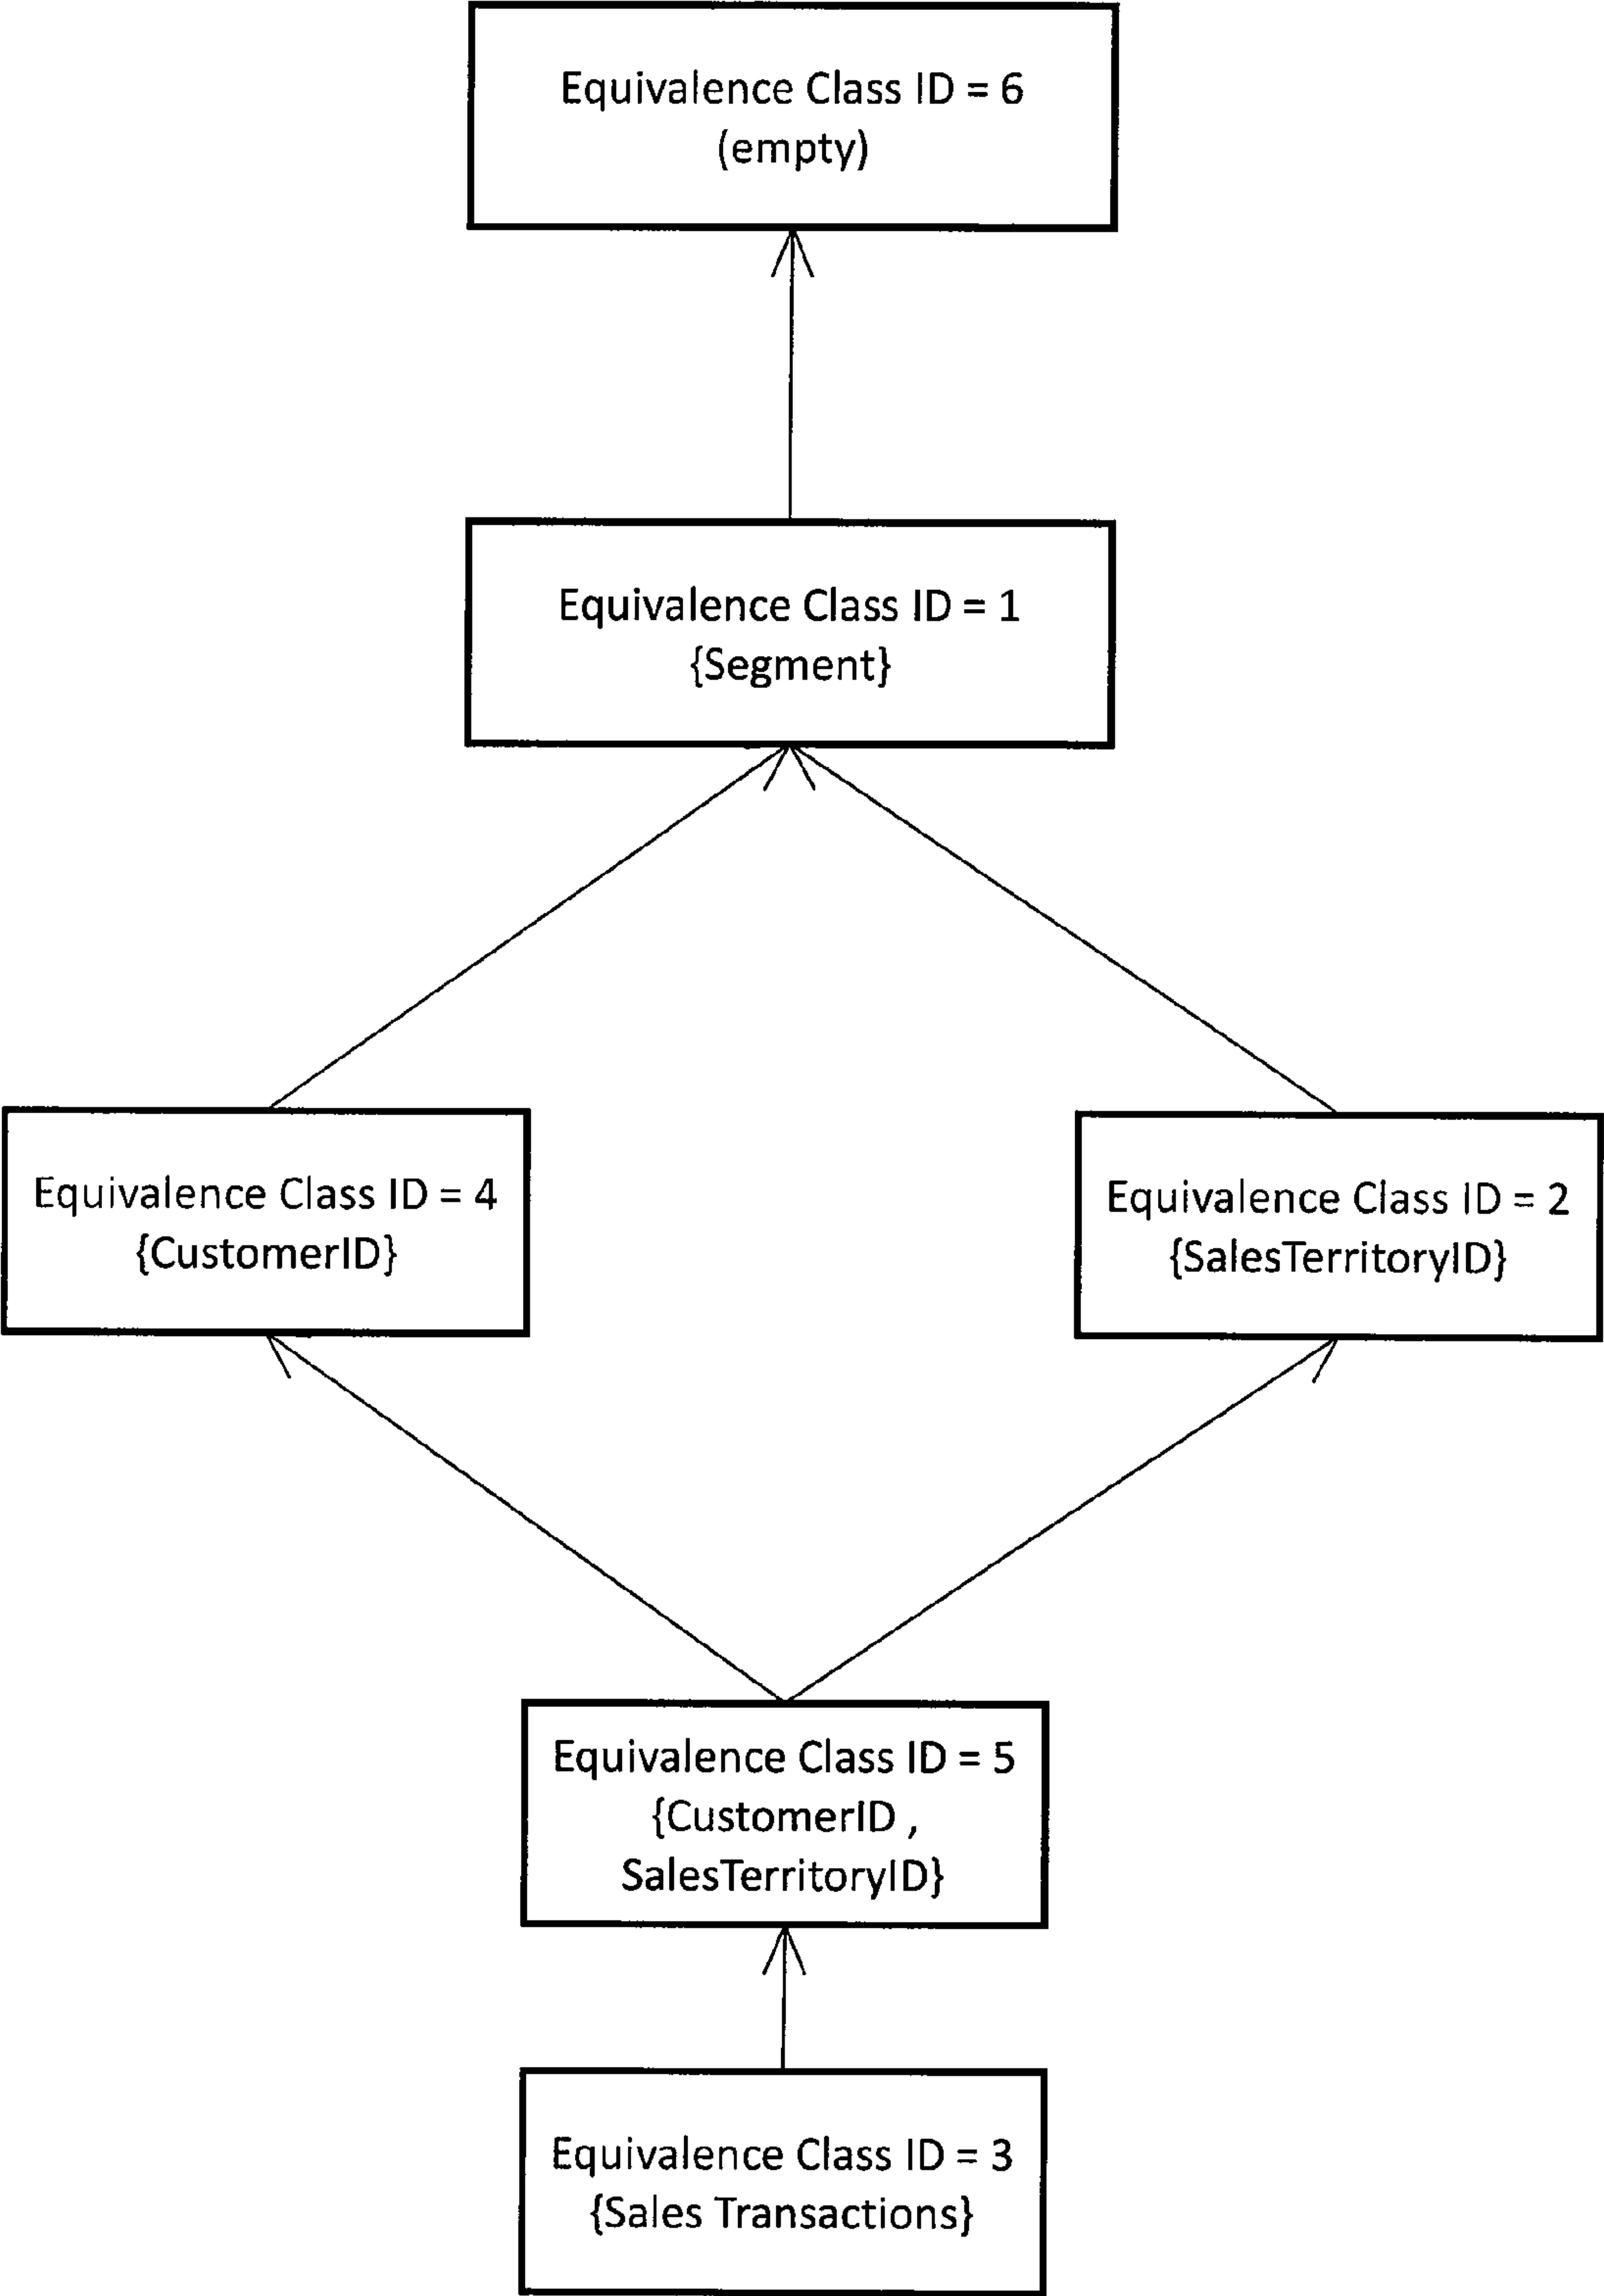 Equivalence Class ID = 6
(empty)
Equivalence Class ID = 1
{Segment}
Equivalence Class ID = 4
{CustomerID}
Equivalence Class ID = 2
{SalesTerritoryID}
Equivalence Class ID = 5
{CustomerID ,
SalesTerritoryID}
Equivalence Class ID = 3
{Sales Transactions}